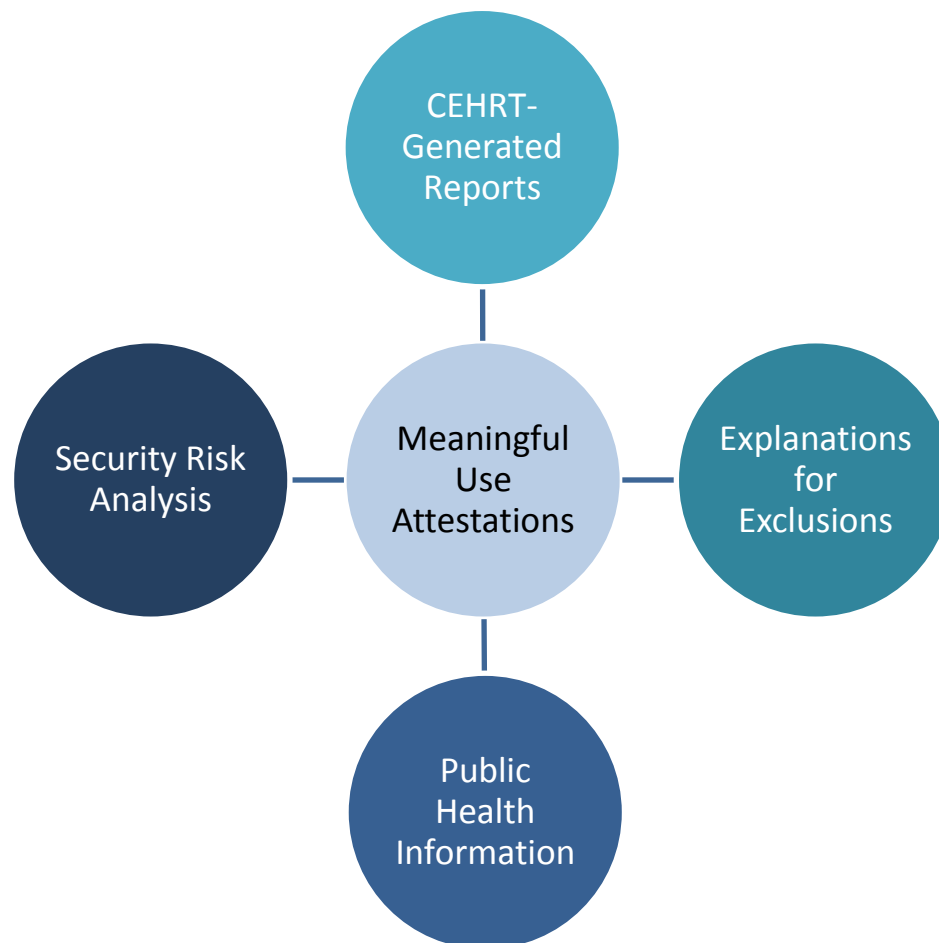 CEHRT-
Generated
Reports
Security Risk
Analysis
Meaningful
Use
Attestations
Explanations
for
Exclusions
Public
Health
Information